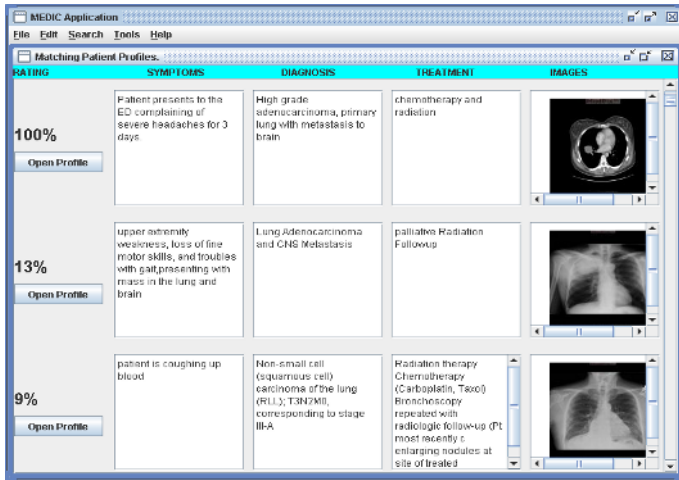 MEDIC Application
File Edit Search Tools Help
Matching Patient Profiles.
RATING SYMPTOMS DIAGNOSIS TREATMENT IMAGES
100%
Open Profile
Patient presents to the
ED complaining of
severe headaches for 3
days
High grade
adenocarcinoma, primary
lung with metastasis to
brain
chemotherapy and
radiation
13%
Open Profile
upper extremity
weakness, loss of fine
motor skills, and troubles
with gait,presenting with
mass in the lung and
brain
Lung Adenocarcinoma
and CNS Metastasis
palliative Radiation
Followup
9%
Open Profile
patient is coughing up
blood
Non-small cell
(squamous cell)
carcinoma of the lung
(RLL); T3N2M0,
corresponding to stage
III-A
Radiation therapy
Chemotherapy
(Carboplatin, Taxol)
Bronchoscopy
repeated with
radiologic follow-up (Pt
most recently c
enlarging nodules at
site of treated